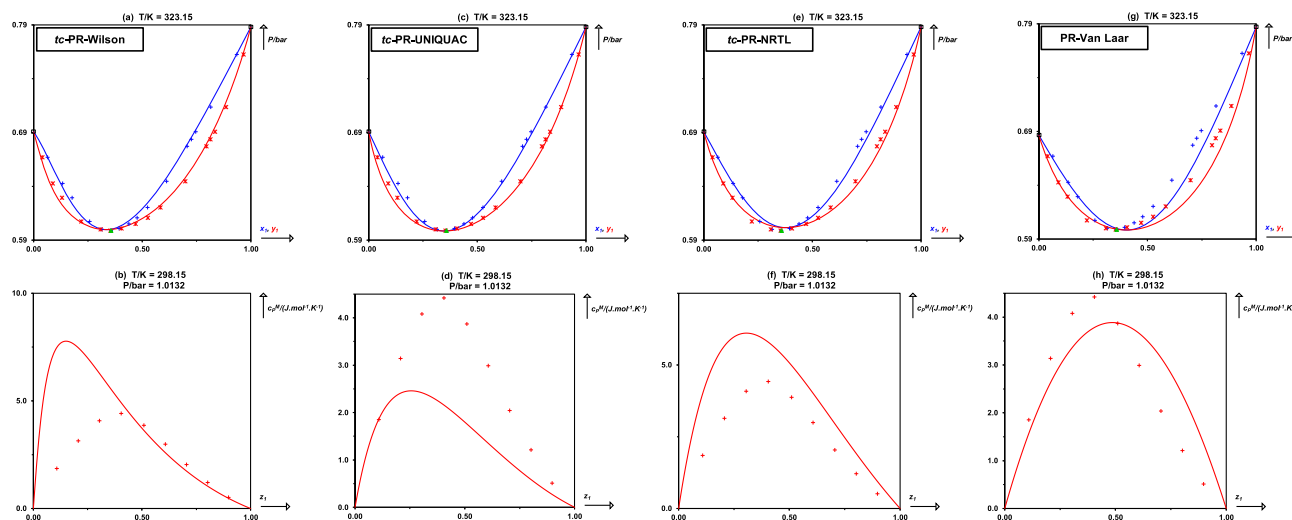 (a) T/K = 323.15
0.79
tc-PR-Wilson
P/bar
0.69
0.59
0.00
0.50
1.00
x₁, y₁
(c) T/K = 323.15
0.79
tc-PR-UNIQUAC
P/bar
0.69
0.59
0.00
0.50
1.00
x₁, y₁
(e) T/K = 323.15
0.79
tc-PR-NRTL
P/bar
0.69
0.59
0.00
0.50
1.00
x₁, y₁
(g) T/K = 323.15
0.79
PR-Van Laar
P/bar
0.69
0.59
0.00
0.50
1.00
x₁, y₁
(b) T/K = 298.15
P/bar = 1.0132
10.0
cₚᴹ/(J.mol⁻¹.K⁻¹)
5.0
0.0
0.00
0.50
1.00
z₁
(d) T/K = 298.15
P/bar = 1.0132
cₚᴹ/(J.mol⁻¹.K⁻¹)
4.0
3.0
2.0
1.0
0.0
0.00
0.50
1.00
z₁
(f) T/K = 298.15
P/bar = 1.0132
cₚᴹ/(J.mol⁻¹.K⁻¹)
5.0
0.0
0.00
0.50
1.00
z₁
(h) T/K = 298.15
P/bar = 1.0132
cₚᴹ/(J.mol⁻¹.K
4.0
3.0
2.0
1.0
0.0
0.00
0.50
1.00
z₁